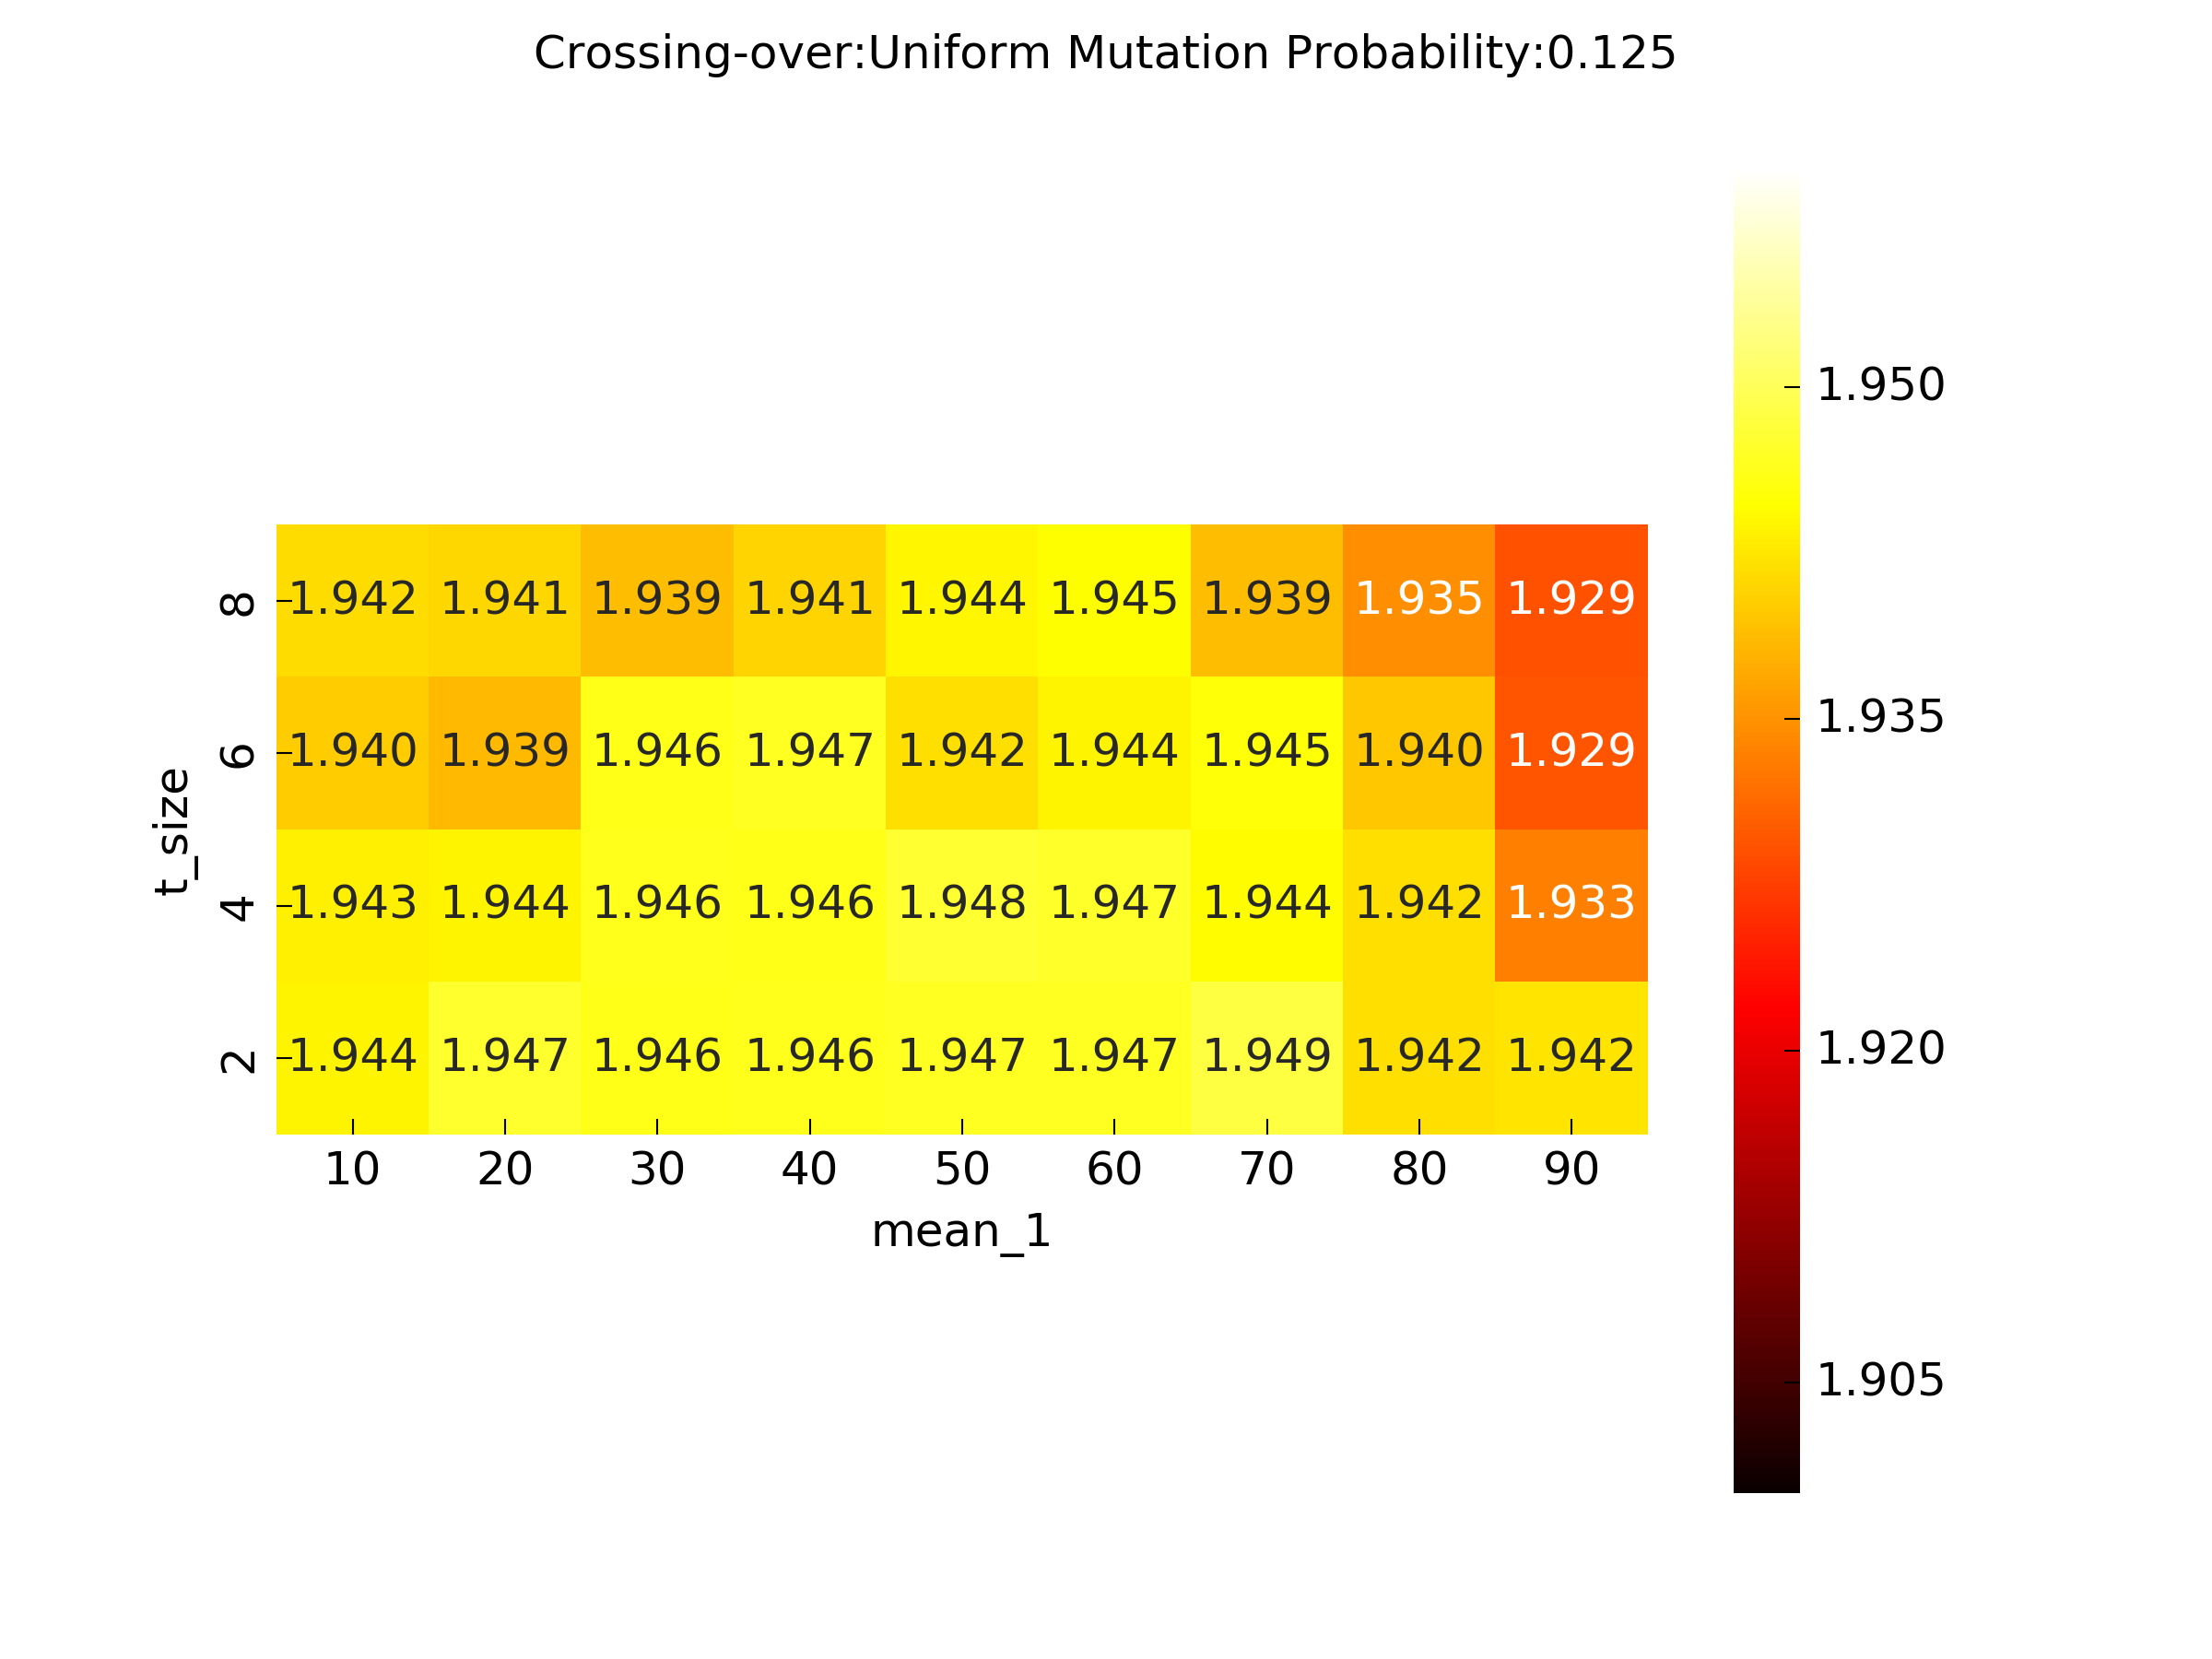 Crossing-over:Uniform Mutation Probability:0.125
1.950
1.935
1.920
1.905
t_size
8 1.942 1.941 1.939 1.941 1.944 1.945 1.939 1.935 1.929
6 1.940 1.939 1.946 1.947 1.942 1.944 1.945 1.940 1.929
4 1.943 1.944 1.946 1.946 1.948 1.947 1.944 1.942 1.933
2 1.944 1.947 1.946 1.946 1.947 1.947 1.949 1.942 1.942
10 20 30 40 50 60 70 80 90
mean_1